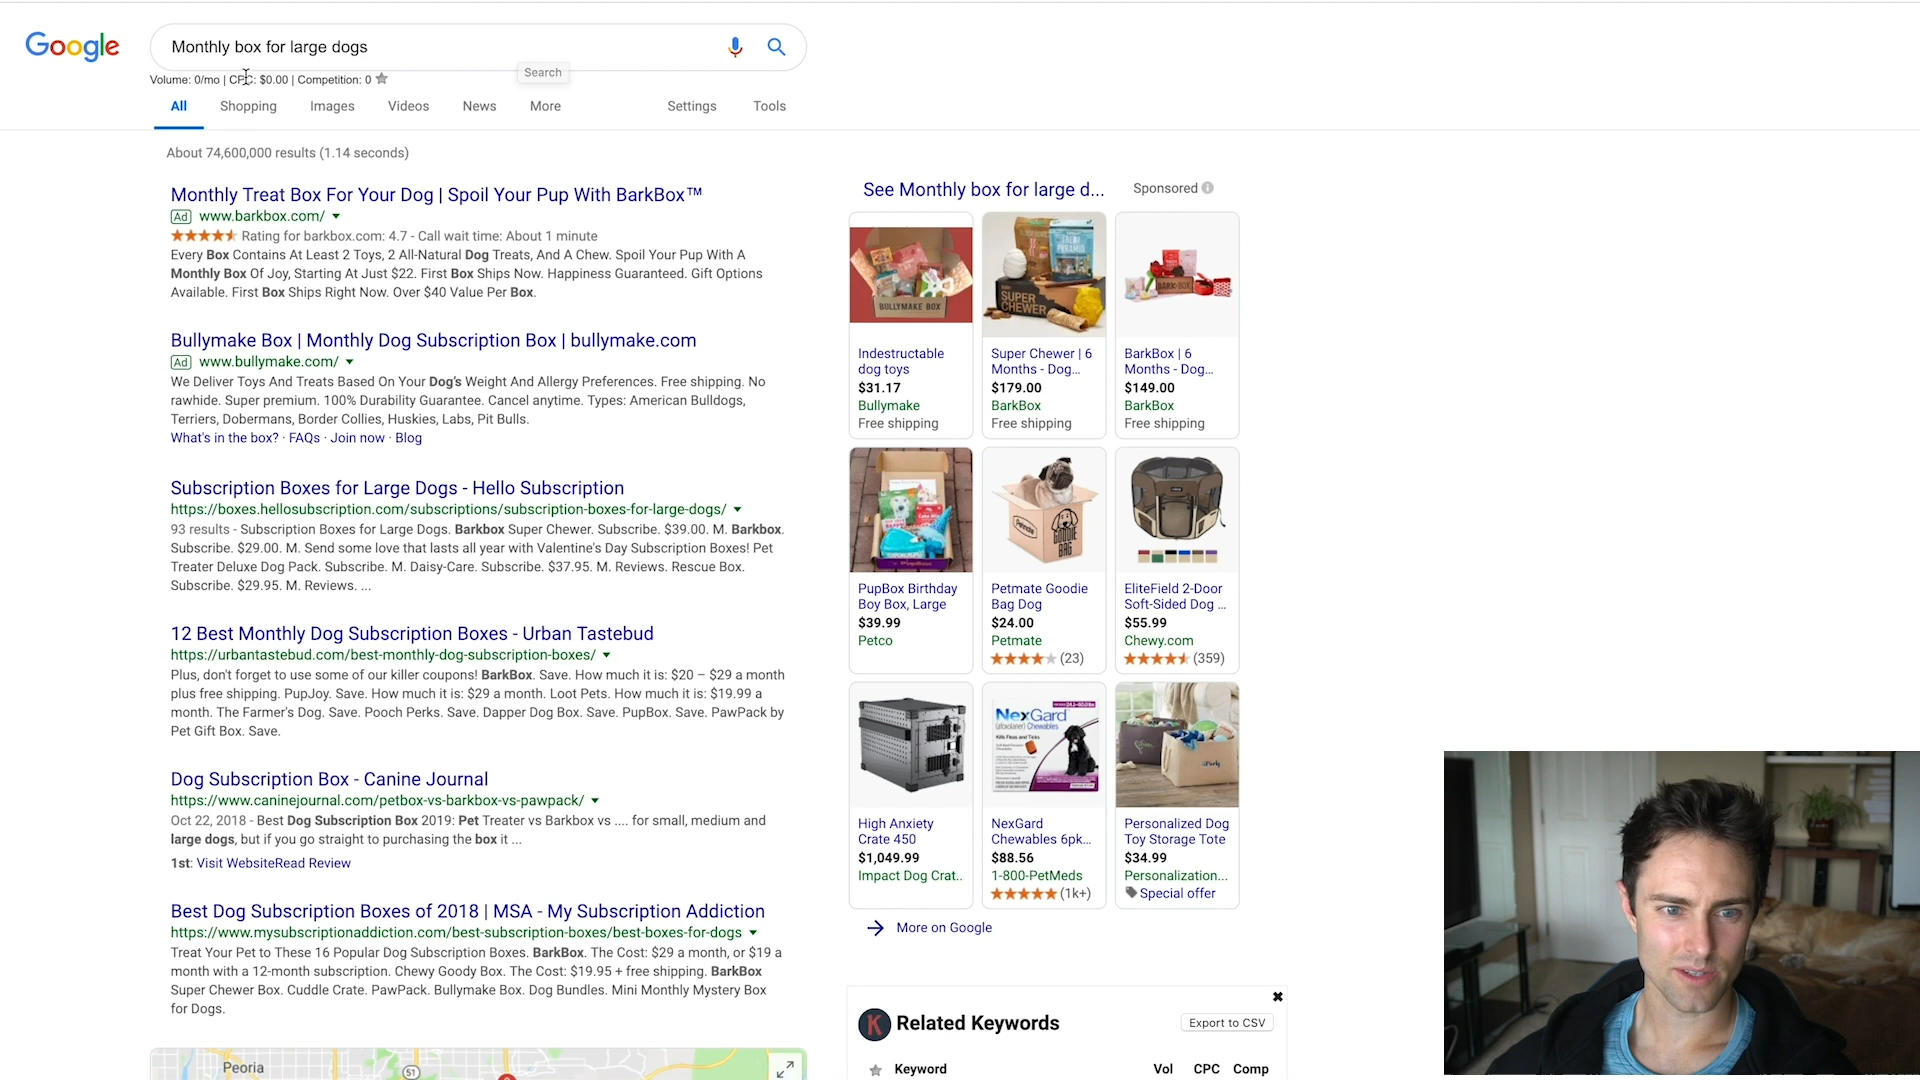 Google
Monthly box for large dogs
Volume: 0/mo | CPC: $0.00 | Competition: 0
Search
All
Shopping
Images
Videos
News
More
Settings
Tools
About 74,600,000 results (1.14 seconds)
Monthly Treat Box For Your Dog | Spoil Your Pup With BarkBox™
Ad www.barkbox.com/
Rating for barkbox.com: 4.7 - Call wait time: About 1 minute
Every Box Contains At Least 2 Toys, 2 All-Natural Dog Treats, And A Chew. Spoil Your Pup With A
Monthly Box Of Joy, Starting At Just $22. First Box Ships Now. Happiness Guaranteed. Gift Options
Available. First Box Ships Right Now. Over $40 Value Per Box.
Bullymake Box | Monthly Dog Subscription Box | bullymake.com
Ad www.bullymake.com/
We Deliver Toys And Treats Based On Your Dog's Weight And Allergy Preferences. Free shipping. No
rawhide. Super premium. 100% Durability Guarantee. Cancel anytime. Types: American Bulldogs,
Terriers, Dobermans, Border Collies, Huskies, Labs, Pit Bulls.
What's in the box? · FAQs · Join now · Blog
Subscription Boxes for Large Dogs - Hello Subscription
https://boxes.hellosubscription.com/subscriptions/subscription-boxes-for-large-dogs/
93 results - Subscription Boxes for Large Dogs. Barkbox Super Chewer. Subscribe. $39.00. M. Barkbox.
Subscribe. $29.00. M. Send some love that lasts all year with Valentine's Day Subscription Boxes! Pet
Treater Deluxe Dog Pack. Subscribe. M. Daisy-Care. Subscribe. $37.95. M. Reviews. Rescue Box.
Subscribe. $29.95. M. Reviews. ...
12 Best Monthly Dog Subscription Boxes - Urban Tastebud
https://urbantastebud.com/best-monthly-dog-subscription-boxes/
Plus, don't forget to use some of our killer coupons! BarkBox. Save. How much it is: $20 – $29 a month
plus free shipping. PupJoy. Save. How much it is: $29 a month. Loot Pets. How much it is: $19.99 a
month. The Farmer's Dog. Save. Pooch Perks. Save. Dapper Dog Box. Save. PupBox. Save. PawPack by
Pet Gift Box. Save.
Dog Subscription Box - Canine Journal
https://www.caninejournal.com/petbox-vs-barkbox-vs-pawpack/
Oct 22, 2018 - Best Dog Subscription Box 2019: Pet Treater vs Barkbox vs .... for small, medium and
large dogs, but if you go straight to purchasing the box it ...
1st: Visit WebsiteRead Review
Best Dog Subscription Boxes of 2018 | MSA - My Subscription Addiction
https://www.mysubscriptionaddiction.com/best-subscription-boxes/best-boxes-for-dogs
Treat Your Pet to These 16 Popular Dog Subscription Boxes. BarkBox. The Cost: $29 a month, or $19 a
month with a 12-month subscription. Chewy Goody Box. The Cost: $19.95 + free shipping. BarkBox
Super Chewer Box. Cuddle Crate. PawPack. Bullymake Box. Dog Bundles. Mini Monthly Mystery Box
for Dogs.
Peoria
51
See Monthly box for large d...
Sponsored
BULLYMAKE BOX
Indestructable
dog toys
$31.17
Bullymake
Free shipping
SUPER
CHEWER
Super Chewer | 6
Months - Dog...
$179.00
BarkBox
Free shipping
BARKBOX
BarkBox | 6
Months - Dog...
$149.00
BarkBox
Free shipping
PupBox Birthday
Boy Box, Large
$39.99
Petco
Petmate
GOODIE
BAG
Petmate Goodie
Bag Dog
$24.00
Petmate
(23)
EliteField 2-Door
Soft-Sided Dog ...
$55.99
Chewy.com
(359)
High Anxiety
Crate 450
$1,049.99
Impact Dog Crat..
NexGard
(afoxolaner) Chewables
Kills Fleas and Ticks
NexGard
Chewables 6pk...
$88.56
1-800-PetMeds
(1k+)
Personalized Dog
Toy Storage Tote
$34.99
Personalization...
Special offer
More on Google
K
Related Keywords
Export to CSV
Keyword
Vol
CPC
Comp